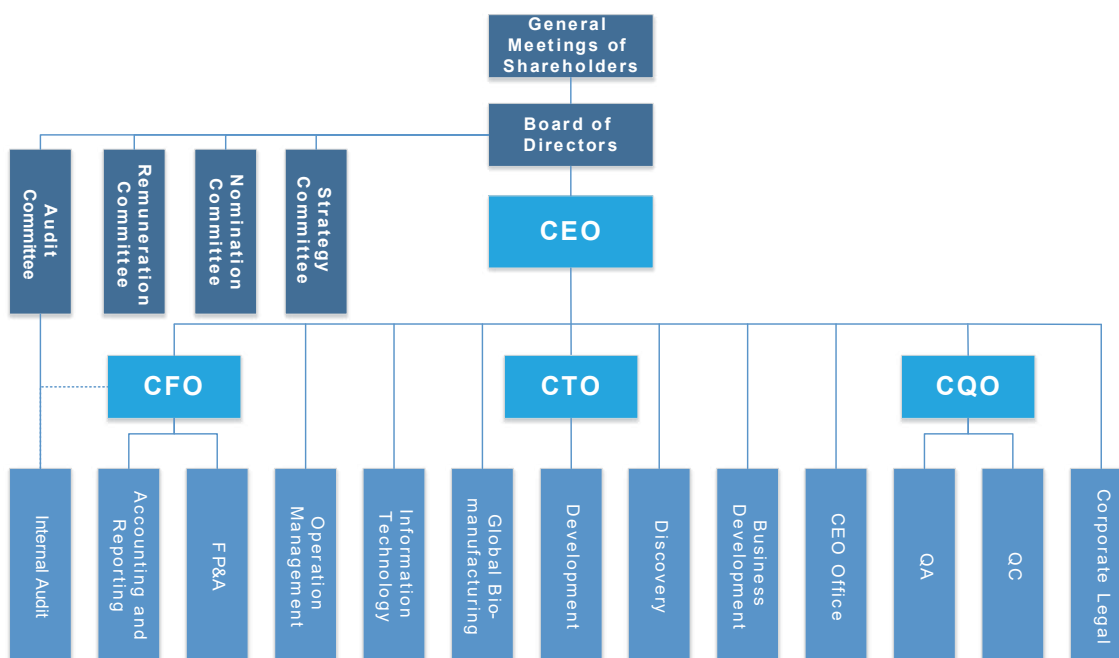 General
Meetings of
Shareholders
Board of
Directors
Audit
Committee
Remuneration
Committee
Nomination
Committee
Strategy
Committee
CEO
CFO
CTO
CQO
Internal Audit
Accounting and
Reporting
FP&A
Operation
Management
Information
Technology
Global Bio-
manufacturing
Development
Discovery
Business
Development
CEO Office
QA
QC
Corporate Legal